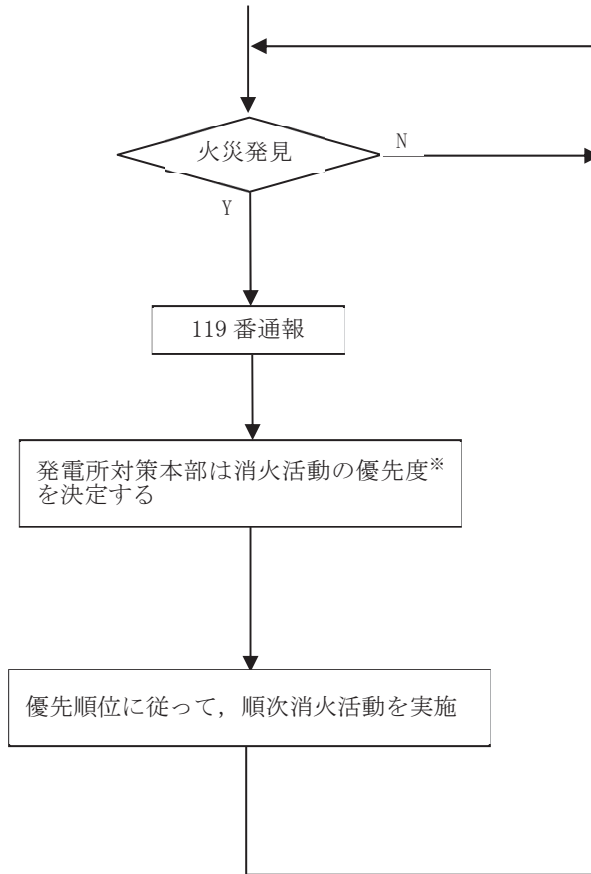 火災発見
N
Y
119 番通報
発電所対策本部は消火活動の優先度※
を決定する
優先順位に従って，順次消火活動を実施